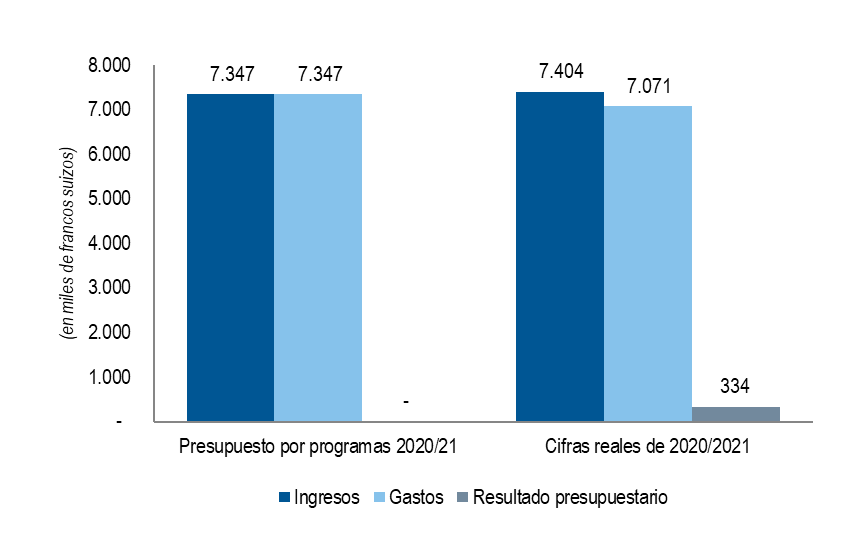 (en miles de francos suizos)
8.000
7.000
6.000
5.000
4.000
3.000
2.000
1.000
-
7.347
7.347
-
7.404
7.071
334
Presupuesto por programas 2020/21
Cifras reales de 2020/2021
Ingresos
Gastos
Resultado presupuestario